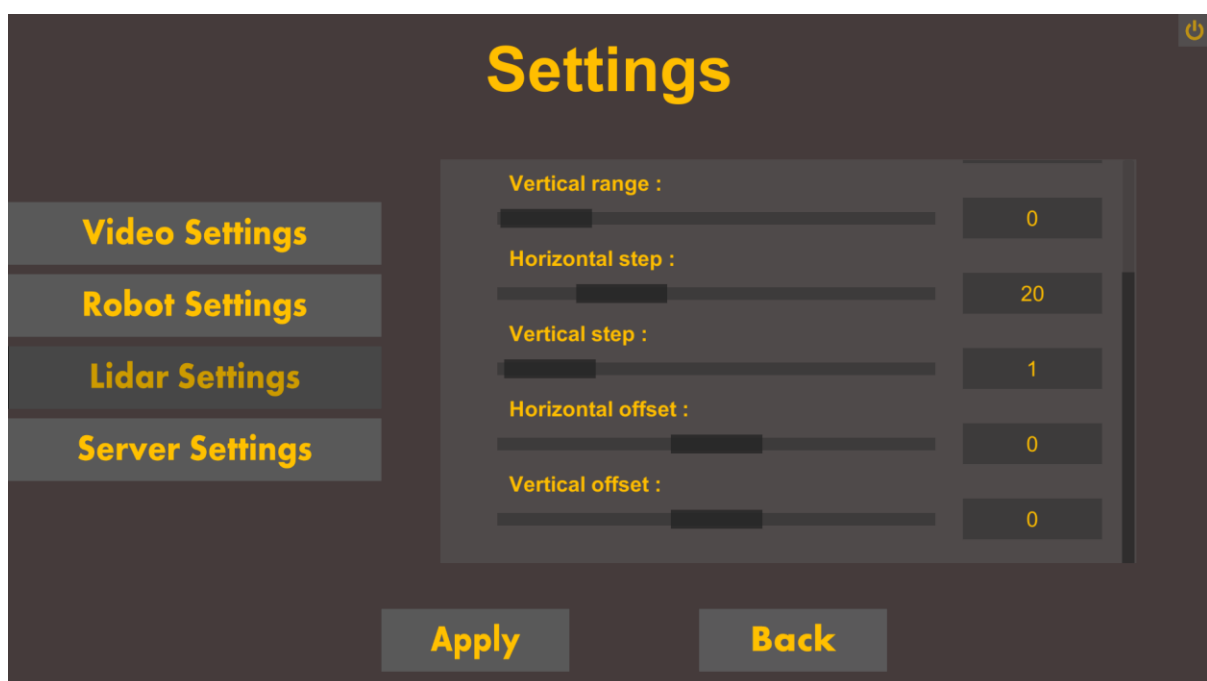 Settings
Video Settings
Robot Settings
Lidar Settings
Server Settings
Vertical range :
0
Horizontal step :
20
Vertical step :
1
Horizontal offset :
0
Vertical offset :
0
Apply
Back